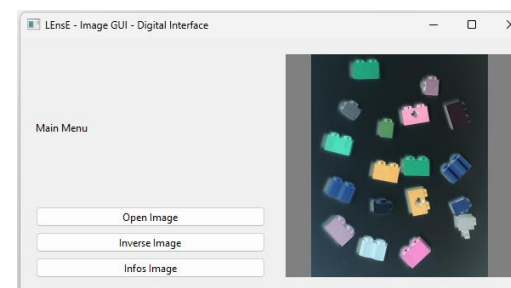 LEnsE - Image GUI - Digital Interface
Main Menu
Open Image
Inverse Image
Infos Image